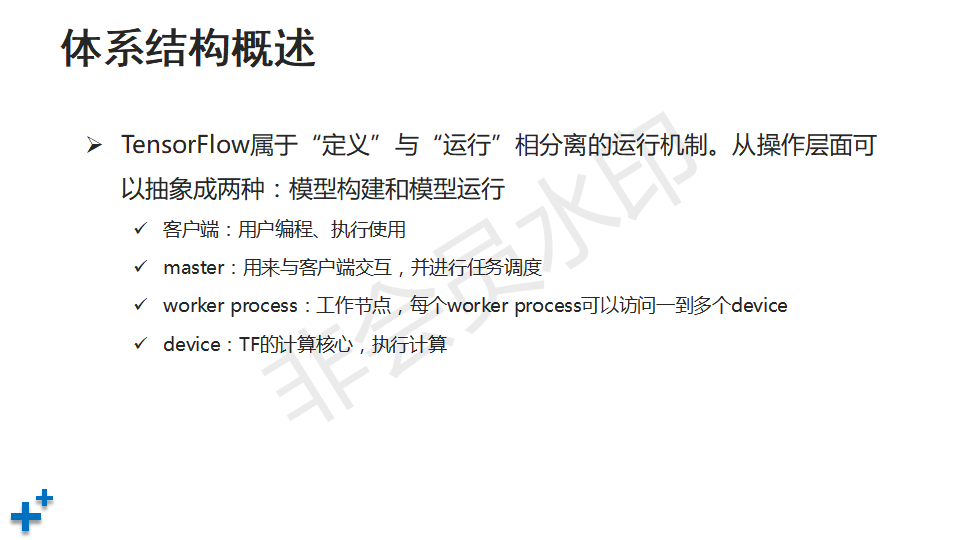 体系结构概述
TensorFlow属于“定义”与“运行”相分离的运行机制。从操作层面可
以抽象成两种：模型构建和模型运行
客户端：用户编程、执行使用
master：用来与客户端交互，并进行任务调度
worker process：工作节点，每个worker process可以访问一到多个device
device：TF的计算核心，执行计算
非会员水印